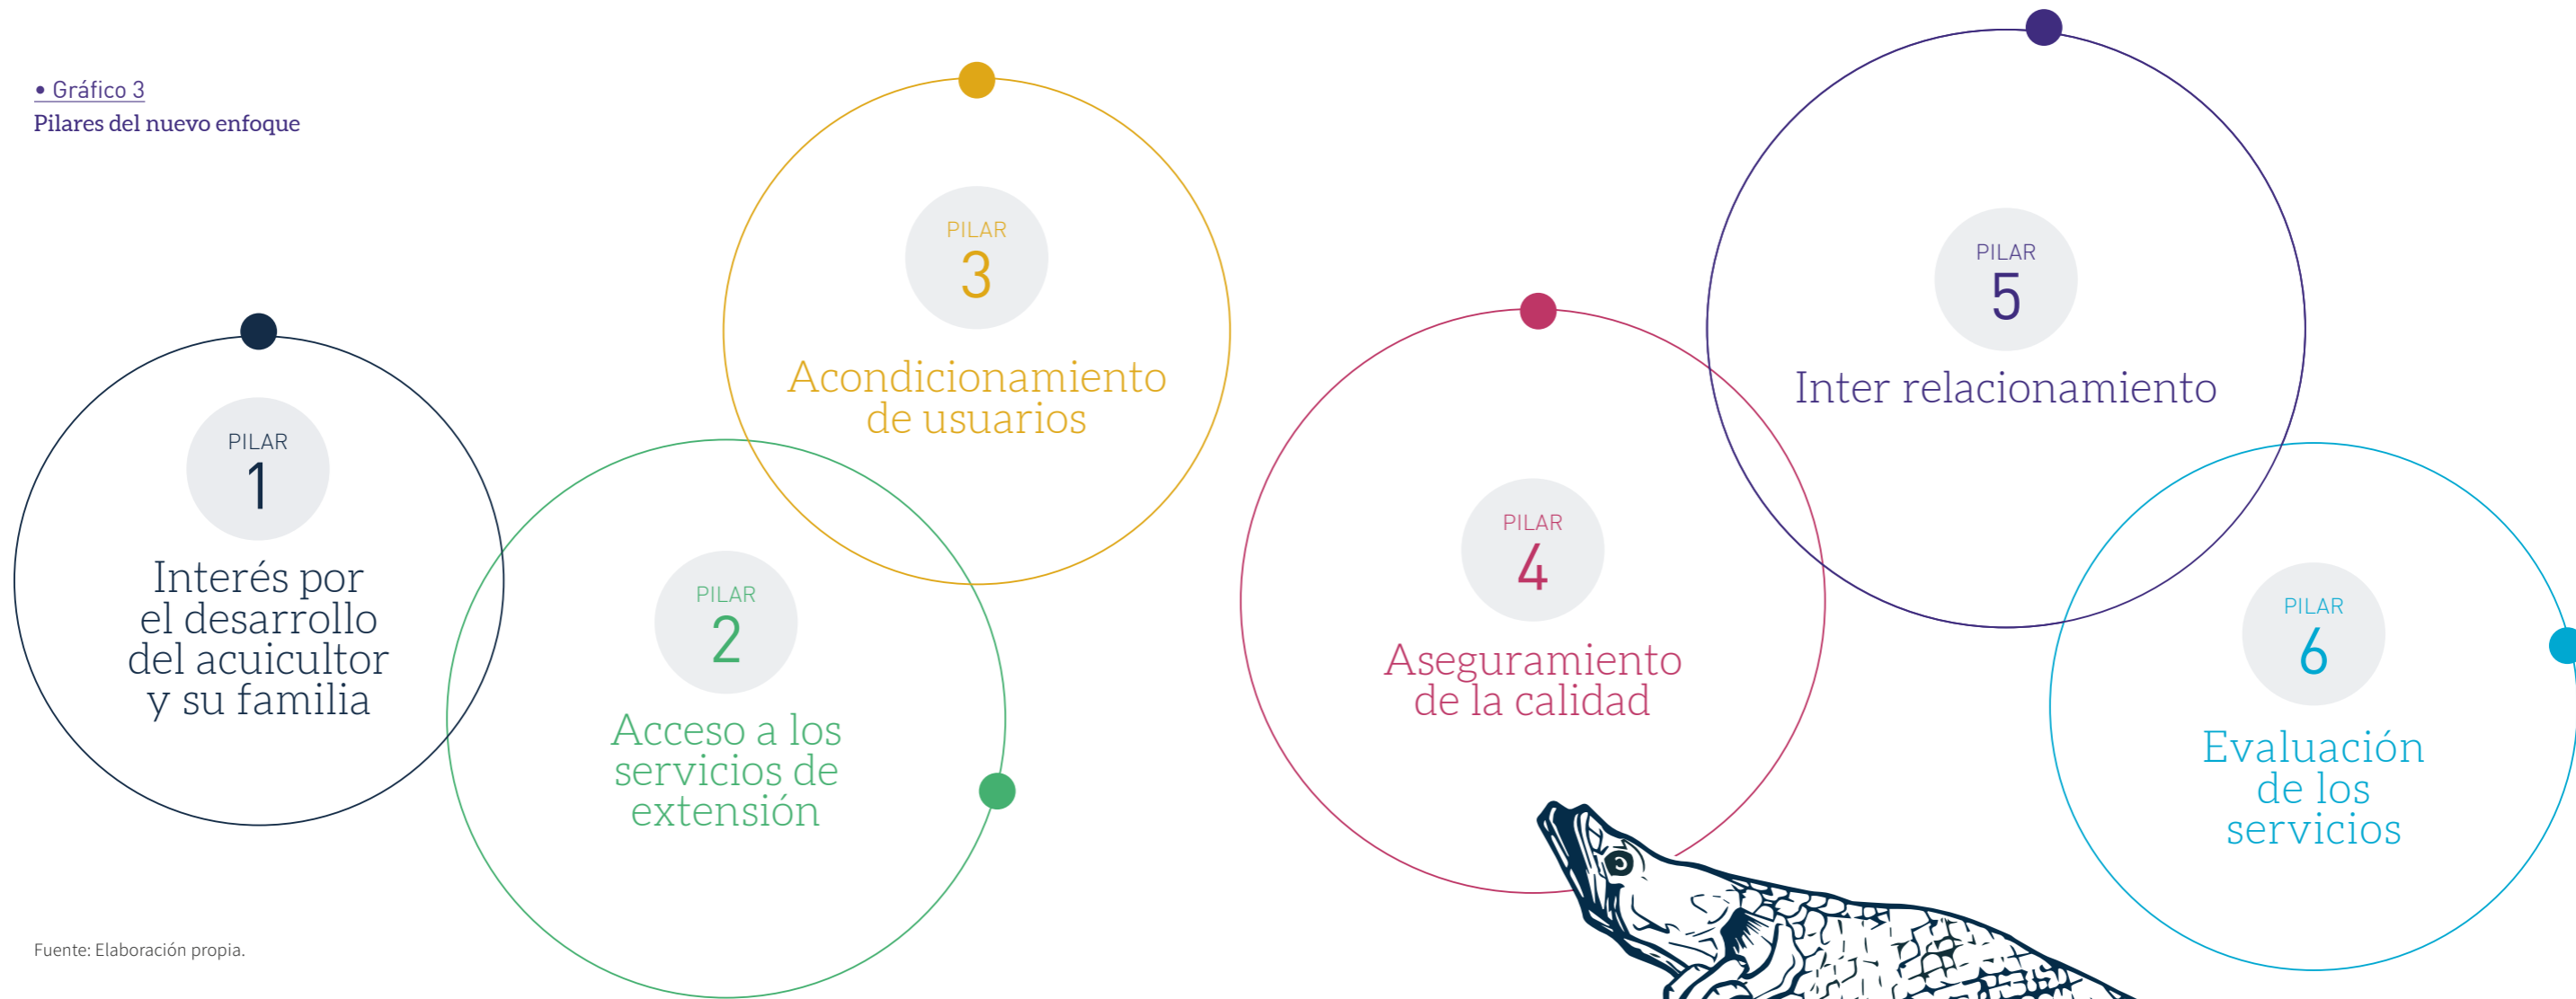 • Gráfico 3
Pilares del nuevo enfoque
PILAR
1
Interés por
el desarrollo
del acuicultor
y su familia
PILAR
2
Acceso a los
servicios de
extensión
PILAR
3
Acondicionamiento
de usuarios
PILAR
4
Aseguramiento
de la calidad
PILAR
5
Inter relacionamiento
PILAR
6
Evaluación
de los
servicios
Fuente: Elaboración propia.